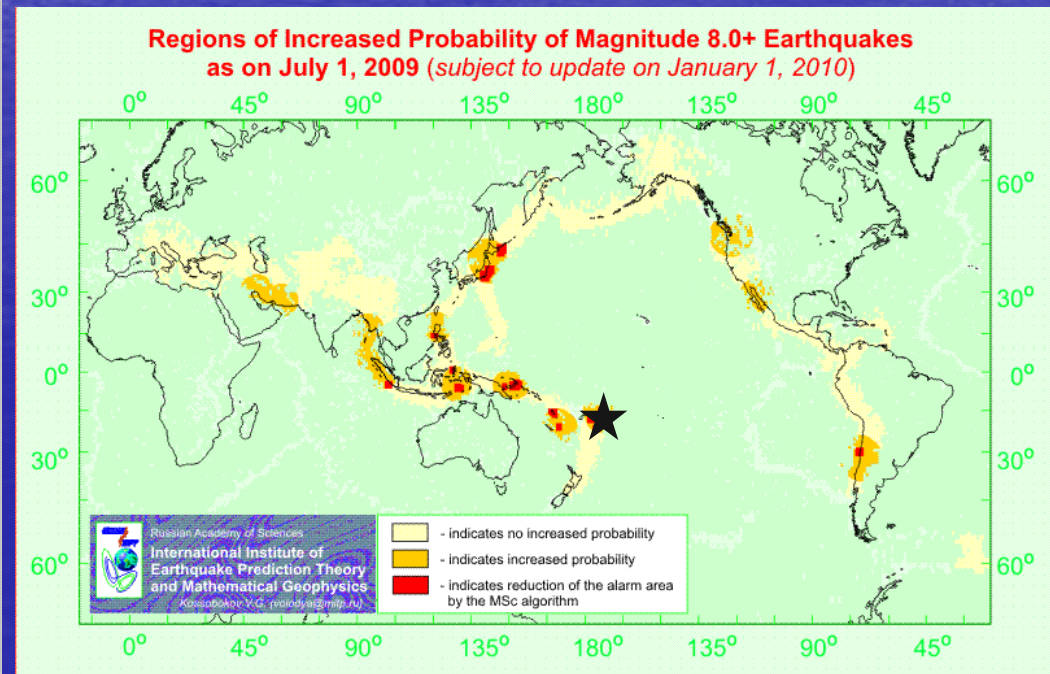 Regions of Increased Probability of Magnitude 8.0+ Earthquakes
as on July 1, 2009 (subject to update on January 1, 2010)
0° 45° 90° 135° 180° 135° 90° 45°
60° 60°
30° 30°
0° 0°
30° 30°
60° 60°
Russian Academy of Sciences
International Institute of
Earthquake Prediction Theory
and Mathematical Geophysics
Kossobokov V.G. (volodya@mitp.ru)
- indicates no increased probability
- indicates increased probability
- indicates reduction of the alarm area
by the MSc algorithm
0° 45° 90° 135° 180° 135° 90° 45°